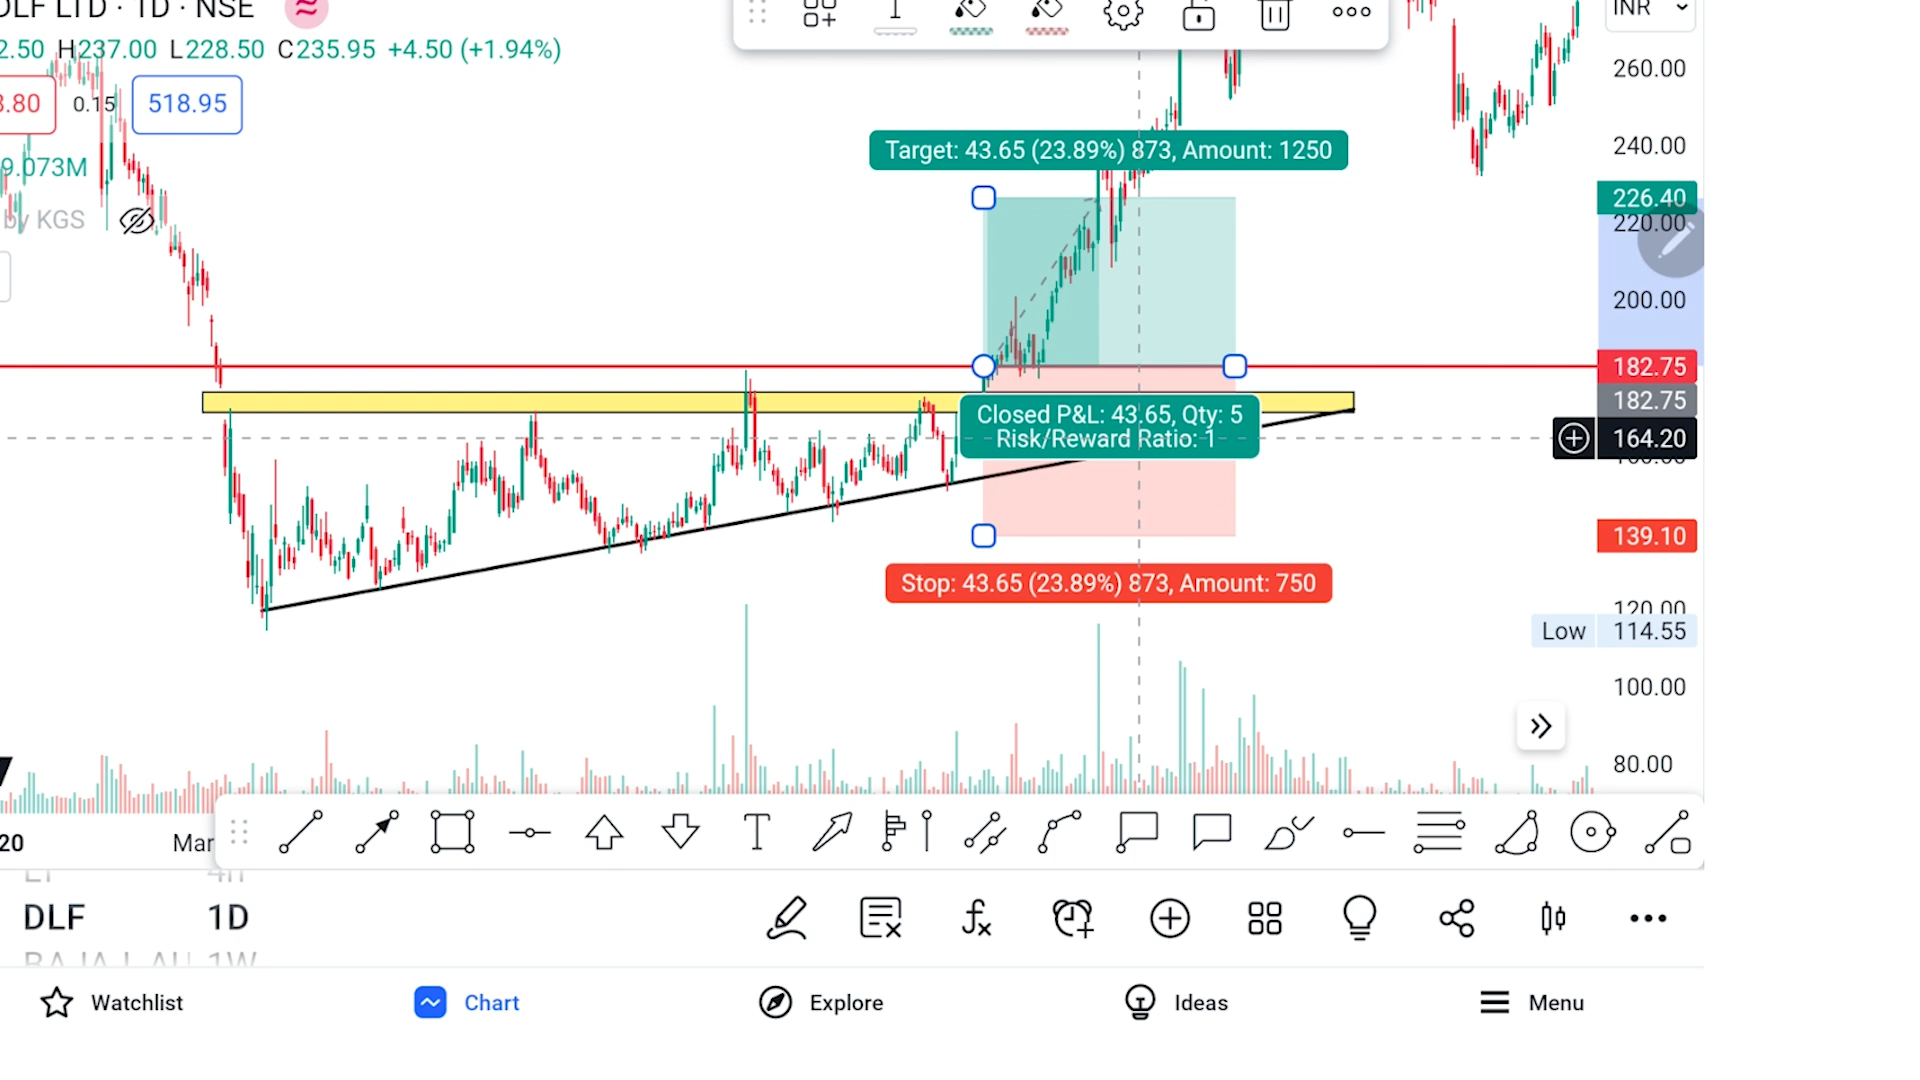 DLF LTD · 1D · NSE
INR
2.50 H237.00 L228.50 C235.95 +4.50 (+1.94%)
260.00
3.80 0.15 518.95
Target: 43.65 (23.89%) 873, Amount: 1250
240.00
9.073M
226.40
by KGS
220.00
200.00
182.75
182.75
Closed P&L: 43.65, Qty: 5
Risk/Reward Ratio: 1
164.20
160.00
139.10
Stop: 43.65 (23.89%) 873, Amount: 750
120.00
Low 114.55
100.00
80.00
20 Mar
DLF 1D
1W
Watchlist Chart Explore Ideas Menu